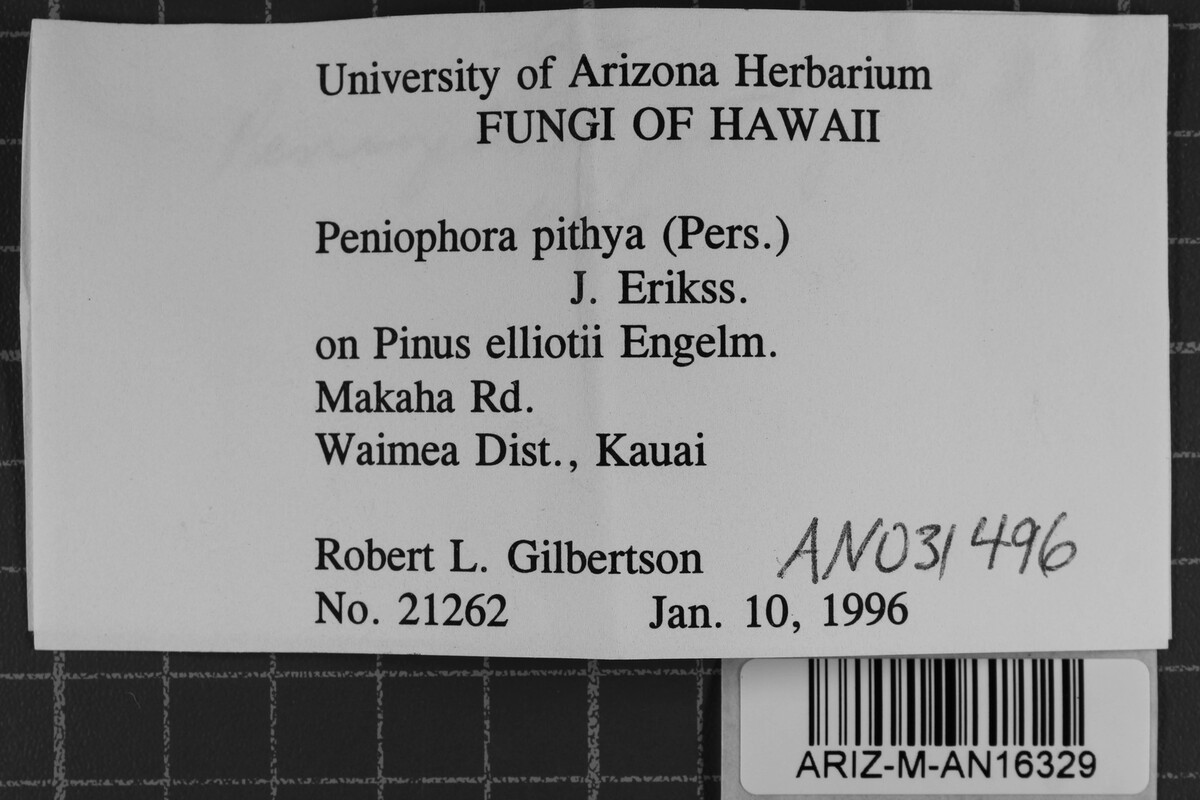 University of Arizona Herbarium
FUNGI OF HAWAII
Peniophora pithya (Pers.)
J. Erikss.
on Pinus elliotii Engelm.
Makaha Rd.
Waimea Dist., Kauai
Robert L. Gilbertson
AN031496
No. 21262 Jan. 10, 1996
ARIZ-M-AN16329